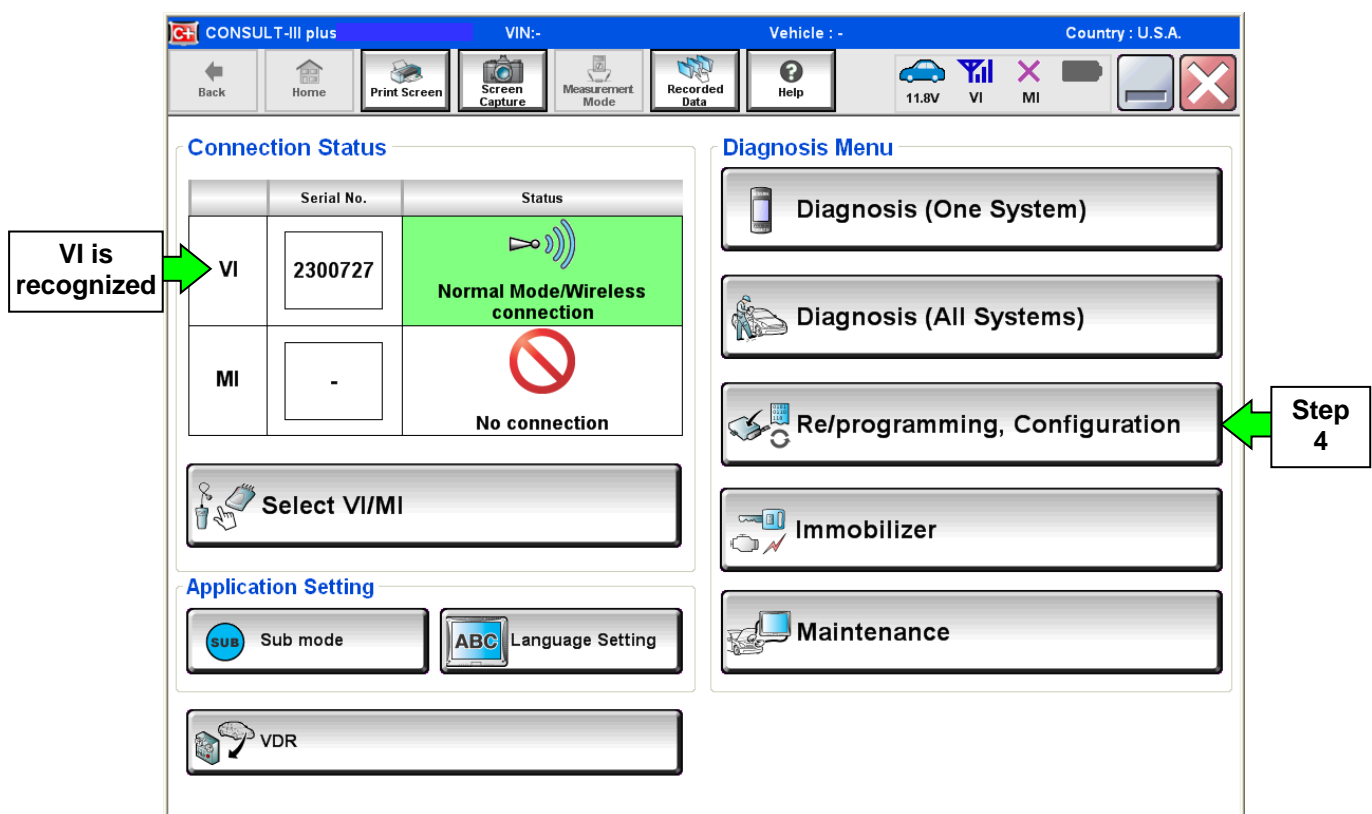 C+ CONSULT-III plus VIN:- Vehicle : - Country : U.S.A.
Back
Home
Print Screen
Screen
Capture
Measurement
Mode
Recorded
Data
Help
11.8V
VI
MI
Connection Status
Serial No. Status
VI is
recognized
VI
2300727
Normal Mode/Wireless
connection
MI
-
No connection
Select VI/MI
Application Setting
SUB Sub mode
ABC Language Setting
VDR
Diagnosis Menu
Diagnosis (One System)
Diagnosis (All Systems)
Re/programming, Configuration
Step
4
Immobilizer
Maintenance